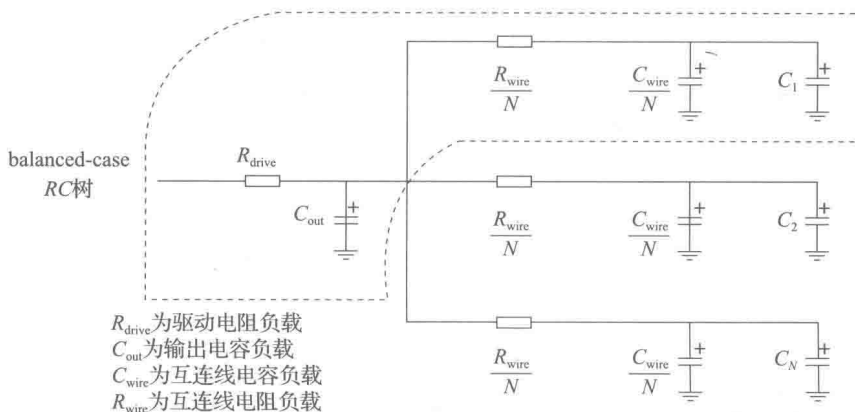 R_wire/N
C_wire/N
C_1
balanced-case
RC树
R_drive
C_out
R_wire/N
C_wire/N
C_2
R_drive为驱动电阻负载
C_out为输出电容负载
C_wire为互连线电容负载
R_wire为互连线电阻负载
R_wire/N
C_wire/N
C_N